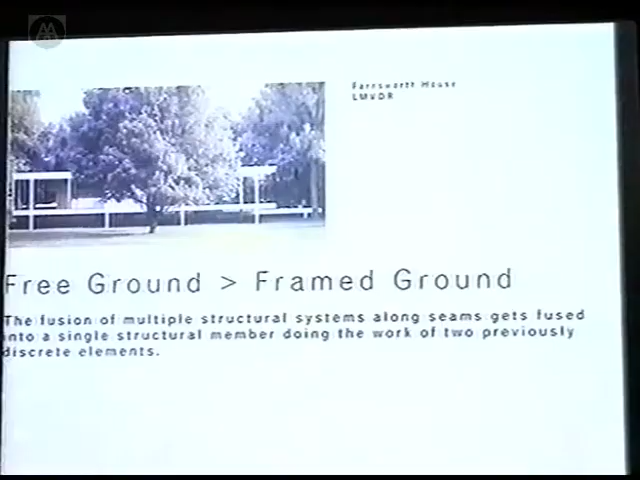 Farnsworth House
LMVDR
Free Ground > Framed Ground
The fusion of multiple structural systems along seams gets fused
into a single structural member doing the work of two previously
discrete elements.